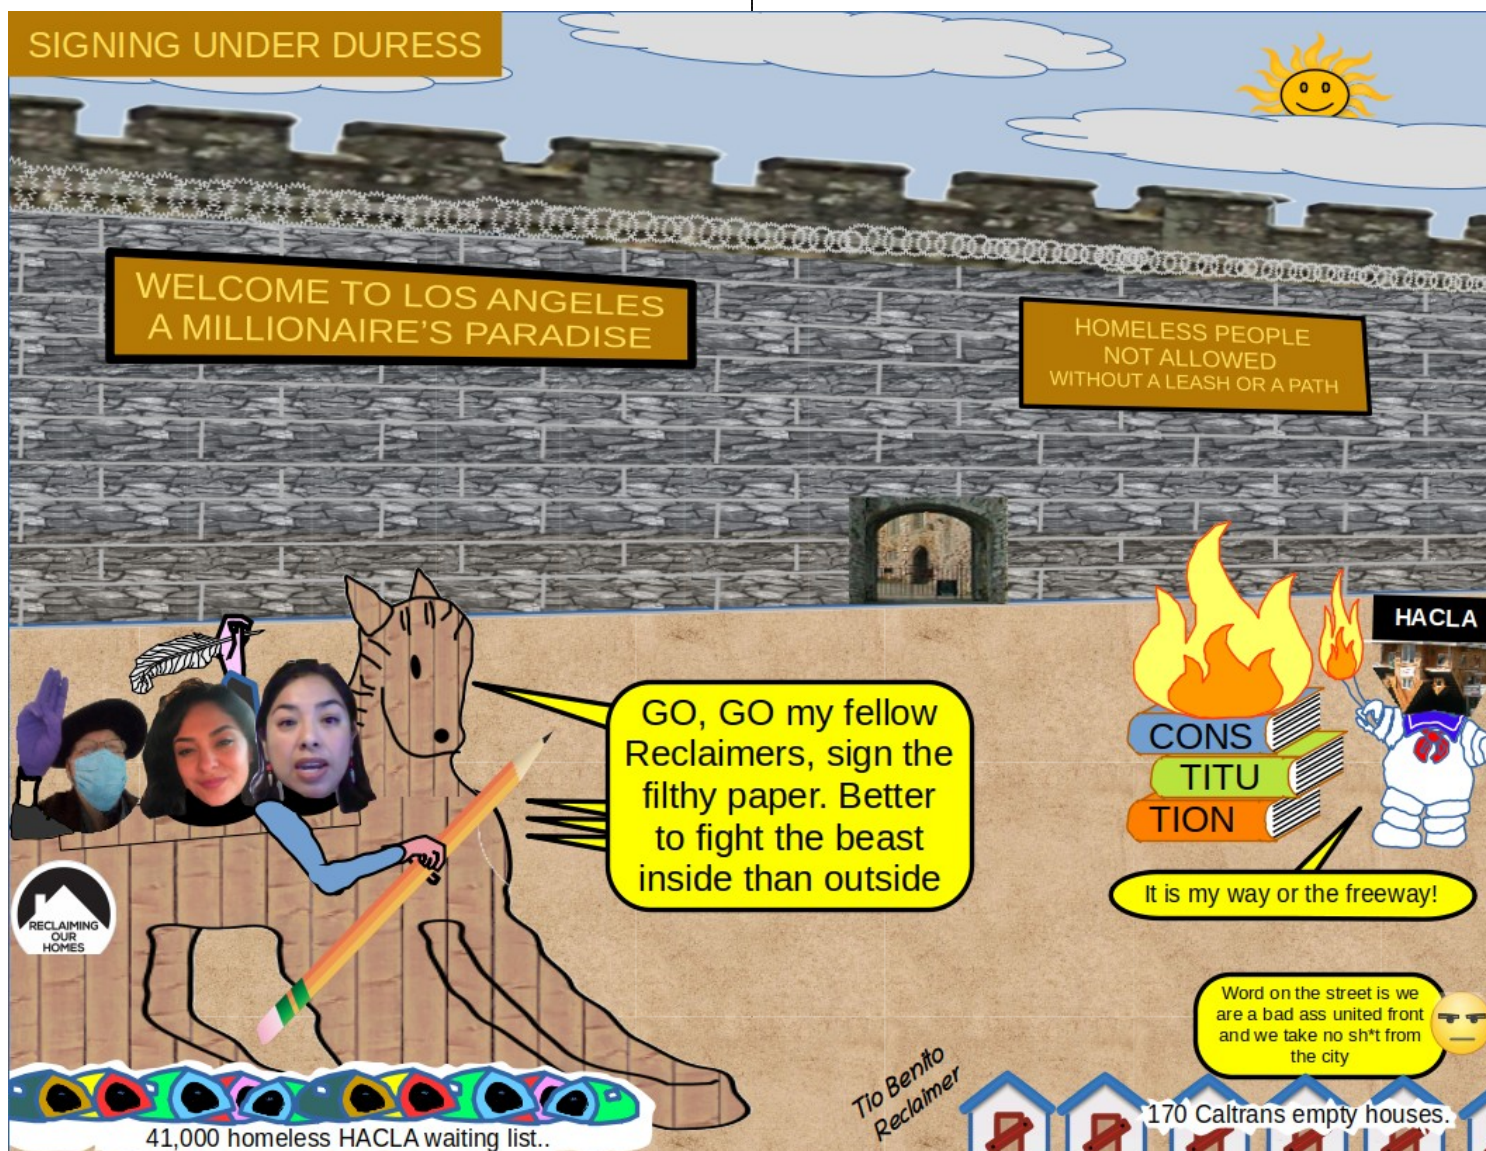 SIGNING UNDER DURESS
WELCOME TO LOS ANGELES
A MILLIONAIRE'S PARADISE
HOMELESS PEOPLE
NOT ALLOWED
WITHOUT A LEASH OR A PATH
HACLA
GO, GO my fellow
Reclaimers, sign the
filthy paper. Better
to fight the beast
inside than outside
CONS
TITU
TION
It is my way or the freeway!
RECLAIMING
OUR
HOMES
Word on the street is we
are a bad ass united front
and we take no sh*t from
the city
Tio Benito
Reclaimer
41,000 homeless HACLA waiting list..
170 Caltrans empty houses.